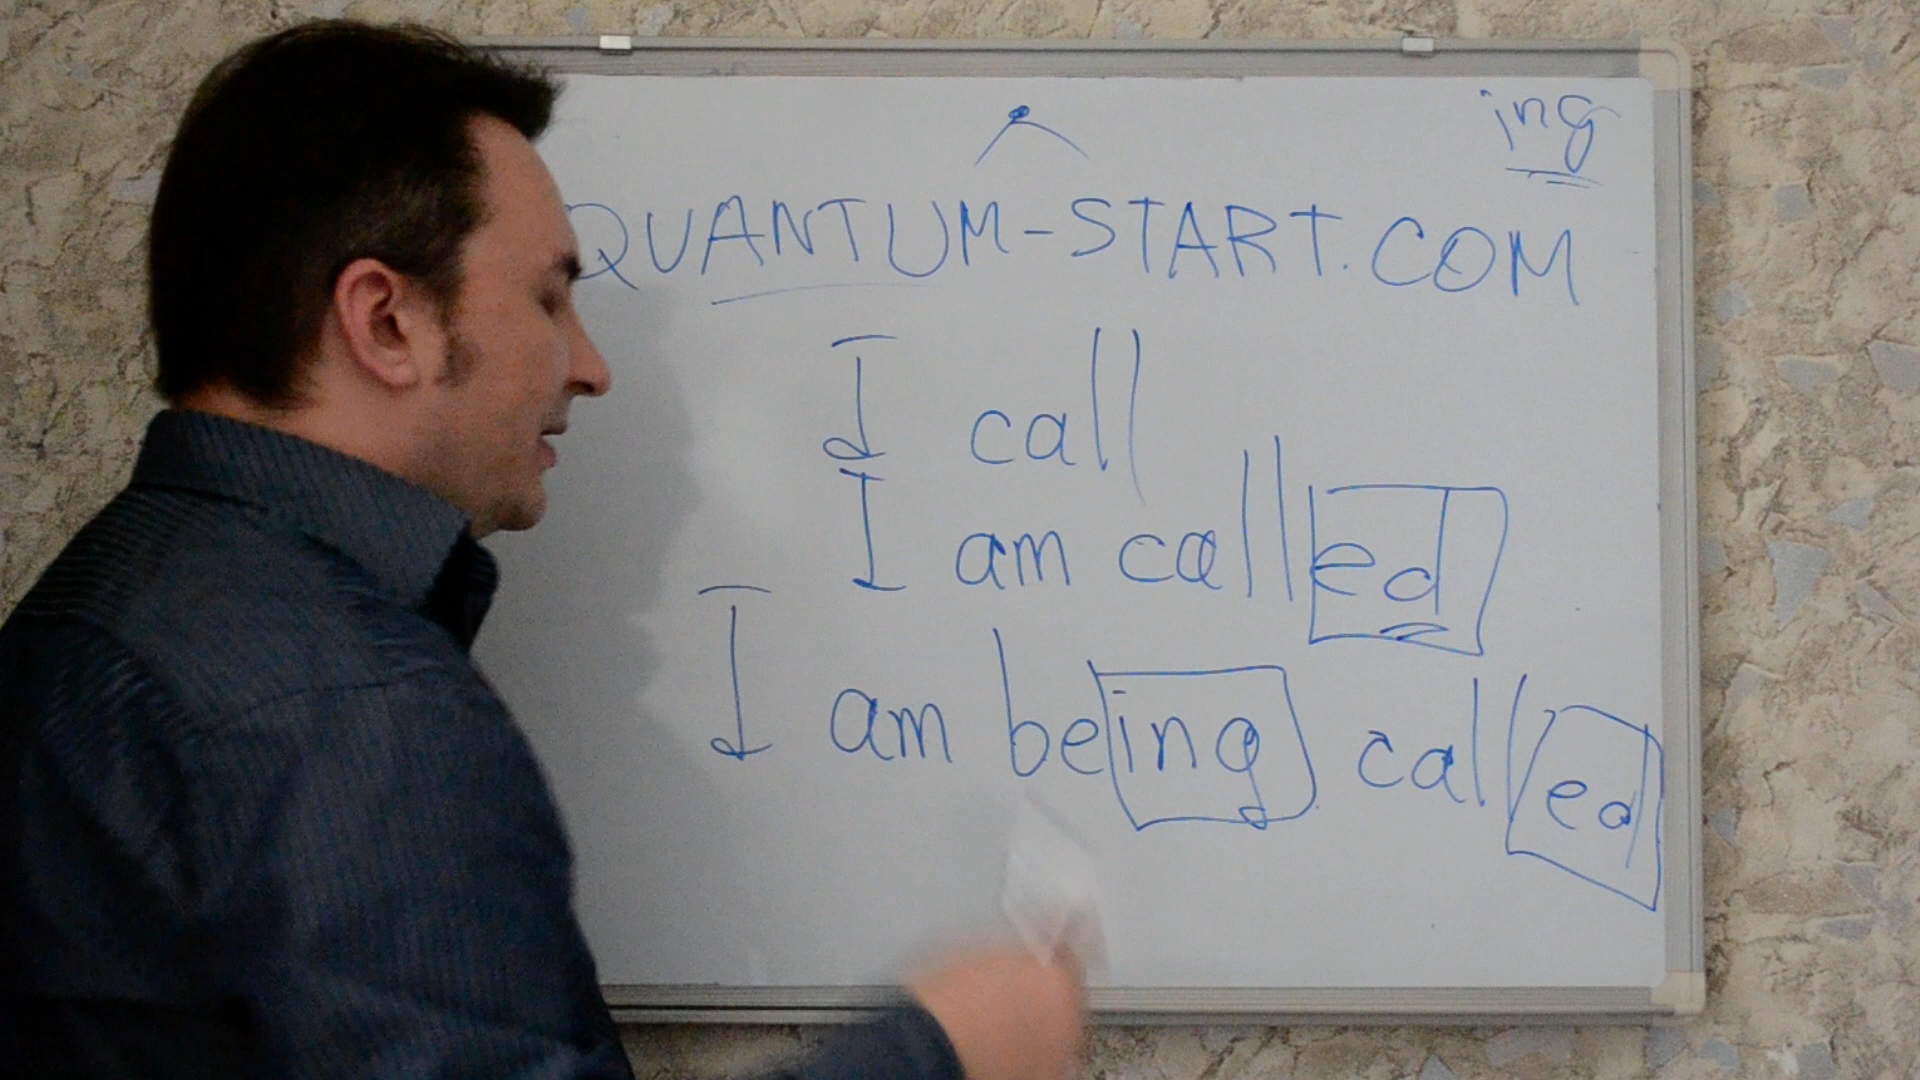 ing
QUANTUM-START.COM
I call
I am called
I am being called